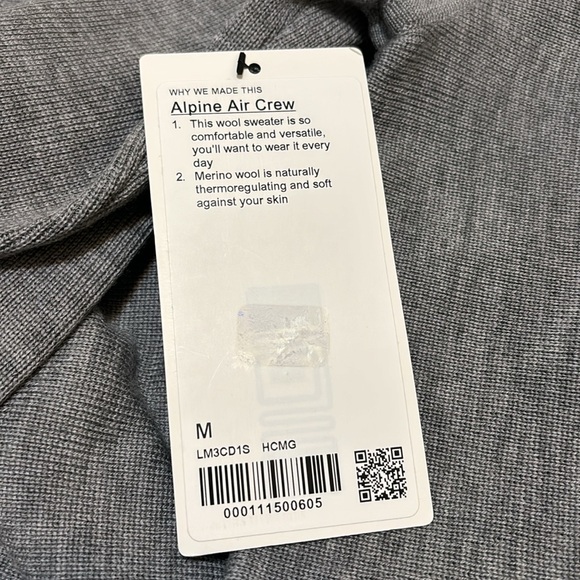 WHY WE MADE THIS
Alpine Air Crew
1. This wool sweater is so
comfortable and versatile,
you'll want to wear it every
day
2. Merino wool is naturally
thermoregulating and soft
against your skin
M
LM3CD1S HCMG
000111500605